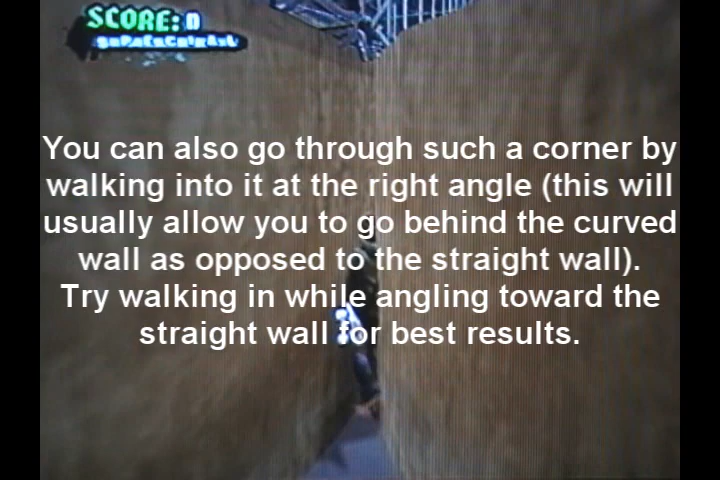 SCORE: 0
You can also go through such a corner by
walking into it at the right angle (this will
usually allow you to go behind the curved
wall as opposed to the straight wall).
Try walking in while angling toward the
straight wall for best results.